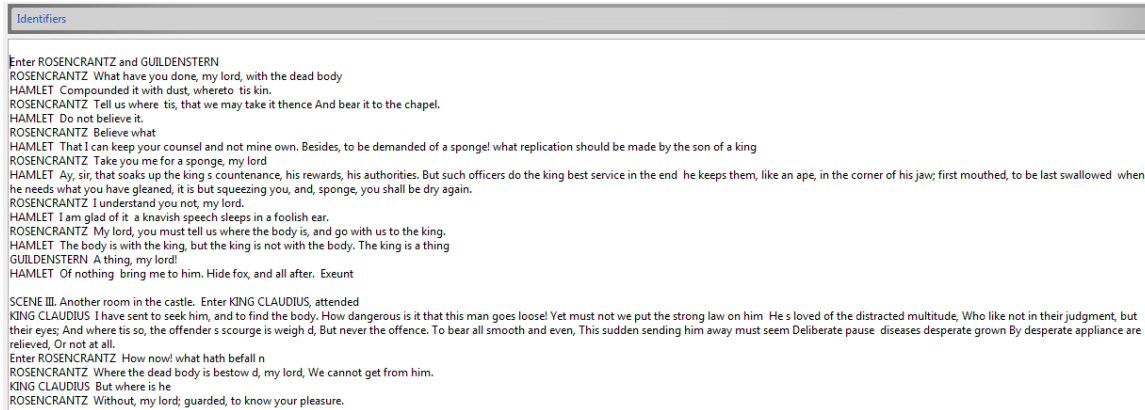 Identifiers
Enter ROSENCRANTZ and GUILDENSTERN
ROSENCRANTZ  What have you done, my lord, with the dead body
HAMLET  Compounded it with dust, whereto  tis kin.
ROSENCRANTZ  Tell us where  tis, that we may take it thence And bear it to the chapel.
HAMLET  Do not believe it.
ROSENCRANTZ  Believe what
HAMLET  That I can keep your counsel and not mine own. Besides, to be demanded of a sponge! what replication should be made by the son of a king
ROSENCRANTZ  Take you me for a sponge, my lord
HAMLET  Ay, sir, that soaks up the king s countenance, his rewards, his authorities. But such officers do the king best service in the end  he keeps them, like an ape, in the corner of his jaw; first mouthed, to be last swallowed  when
he needs what you have gleaned, it is but squeezing you, and, sponge, you shall be dry again.
ROSENCRANTZ  I understand you not, my lord.
HAMLET  I am glad of it  a knavish speech sleeps in a foolish ear.
ROSENCRANTZ  My lord, you must tell us where the body is, and go with us to the king.
HAMLET  The body is with the king, but the king is not with the body. The king is a thing
GUILDENSTERN  A thing, my lord!
HAMLET  Of nothing  bring me to him. Hide fox, and all after.  Exeunt
SCENE III. Another room in the castle.  Enter KING CLAUDIUS, attended
KING CLAUDIUS  I have sent to seek him, and to find the body. How dangerous is it that this man goes loose! Yet must not we put the strong law on him  He s loved of the distracted multitude, Who like not in their judgment, but
their eyes; And where tis so, the offender s scourge is weigh d, But never the offence. To bear all smooth and even, This sudden sending him away must seem Deliberate pause  diseases desperate grown By desperate appliance are
relieved, Or not at all.
Enter ROSENCRANTZ  How now! what hath befall n
ROSENCRANTZ  Where the dead body is bestow d, my lord, We cannot get from him.
KING CLAUDIUS  But where is he
ROSENCRANTZ  Without, my lord; guarded, to know your pleasure.